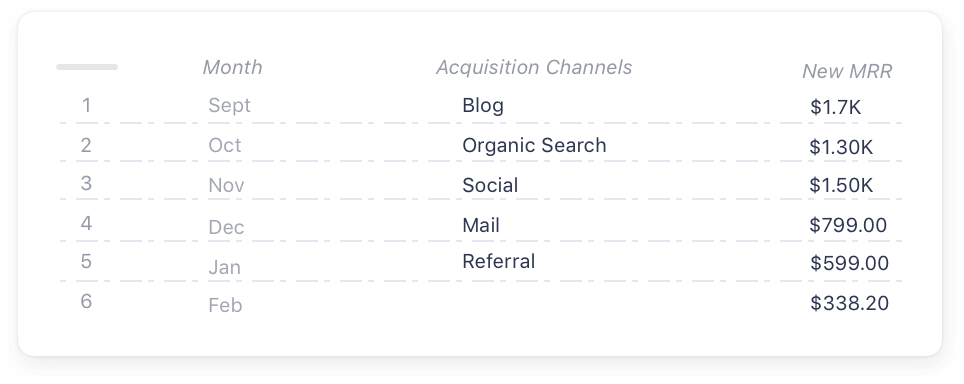 Month Acquisition Channels New MRR
1 Sept Blog $1.7K
2 Oct Organic Search $1.30K
3 Nov Social $1.50K
4 Dec Mail $799.00
5 Jan Referral $599.00
6 Feb $338.20